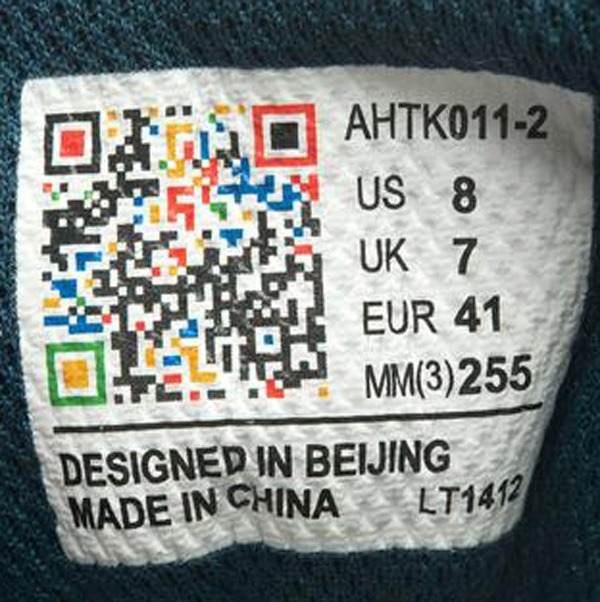 AHTK011-2
US 8
UK 7
EUR 41
MM(3)255
DESIGNED IN BEIJING
MADE IN CHINA LT1412